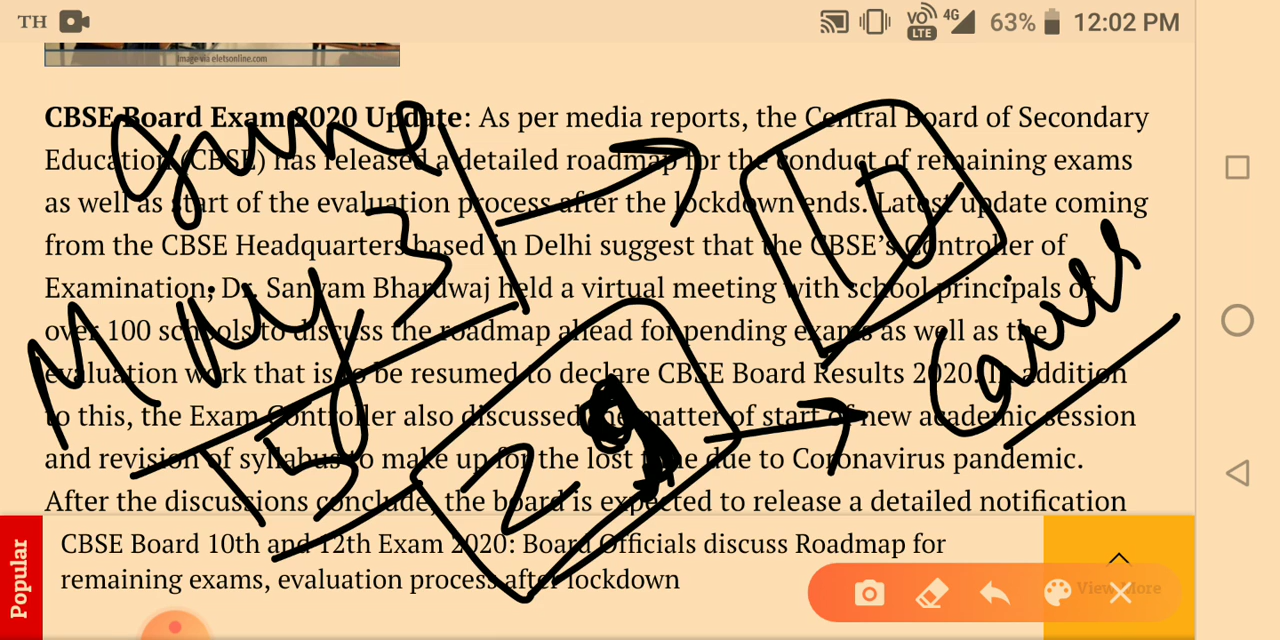 TH
VO LTE 4G 63% 12:02 PM
Image via eletsonline.com
CBSE Board Exam 2020 Update: As per media reports, the Central Board of Secondary
Education (CBSE) has released a detailed roadmap for the conduct of remaining exams
as well as start of the evaluation process after the lockdown ends. Latest update coming
from the CBSE Headquarters based in Delhi suggest that the CBSE's Controller of
Examination, Dr. Sanyam Bhardwaj held a virtual meeting with school principals of
over 100 schools to discuss the roadmap ahead for pending exams as well as the
evaluation work that is to be resumed to declare CBSE Board Results 2020. In addition
to this, the Exam Controller also discussed the matter of start of new academic session
and revision of syllabus to make up for the lost time due to Coronavirus pandemic.
After the discussions conclude, the board is expected to release a detailed notification
May 3
10
29
Popular
CBSE Board 10th and 12th Exam 2020: Board Officials discuss Roadmap for
remaining exams, evaluation process after lockdown
View More